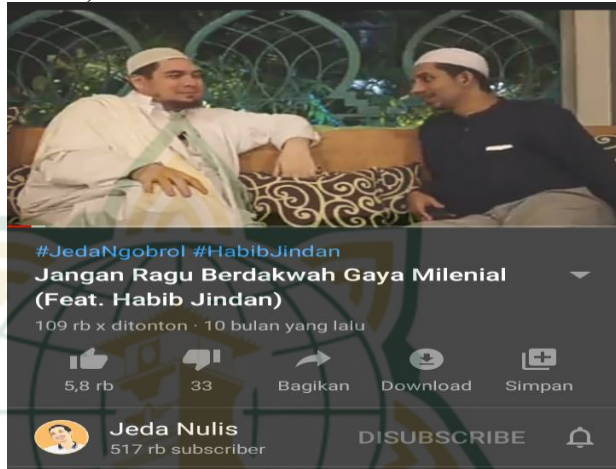 #JedaNgobrol #HabibJindan
Jangan Ragu Berdakwah Gaya Milenial
(Feat. Habib Jindan)
109 rb x ditonton · 10 bulan yang lalu
5,8 rb
33
Bagikan
Download
Simpan
Jeda Nulis
517 rb subscriber
DISUBSCRIBE